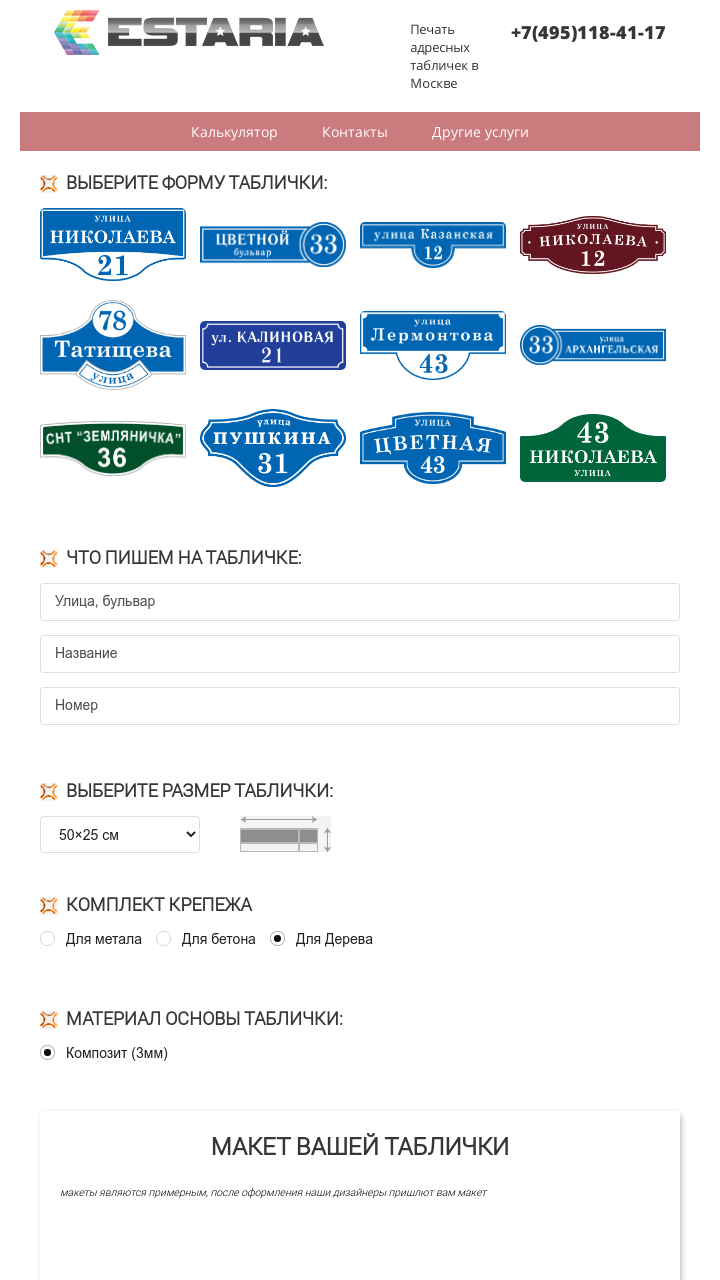 ESTARIA
Печать
адресных
табличек в
Москве
+7(495)118-41-17
Калькулятор
Контакты
Другие услуги
ВЫБЕРИТЕ ФОРМУ ТАБЛИЧКИ:
УЛИЦА
НИКОЛАЕВА
21
ЦВЕТНОЙ
бульвар
33
улица Казанская
12
УЛИЦА
НИКОЛАЕВА
12
78
Татищева
улица
ул. КАЛИНОВАЯ
21
улица
Лермонтова
43
33
улица
АРХАНГЕЛЬСКАЯ
СНТ "ЗЕМЛЯНИЧКА"
36
улица
ПУШКИНА
31
УЛИЦА
ЦВЕТНАЯ
43
43
НИКОЛАЕВА
УЛИЦА
ЧТО ПИШЕМ НА ТАБЛИЧКЕ:
Улица, бульвар
Название
Номер
ВЫБЕРИТЕ РАЗМЕР ТАБЛИЧКИ:
50×25 см
КОМПЛЕКТ КРЕПЕЖА
Для метала
Для бетона
Для Дерева
МАТЕРИАЛ ОСНОВЫ ТАБЛИЧКИ:
Композит (3мм)
МАКЕТ ВАШЕЙ ТАБЛИЧКИ
макеты являются примерным, после оформления наши дизайнеры пришлют вам макет